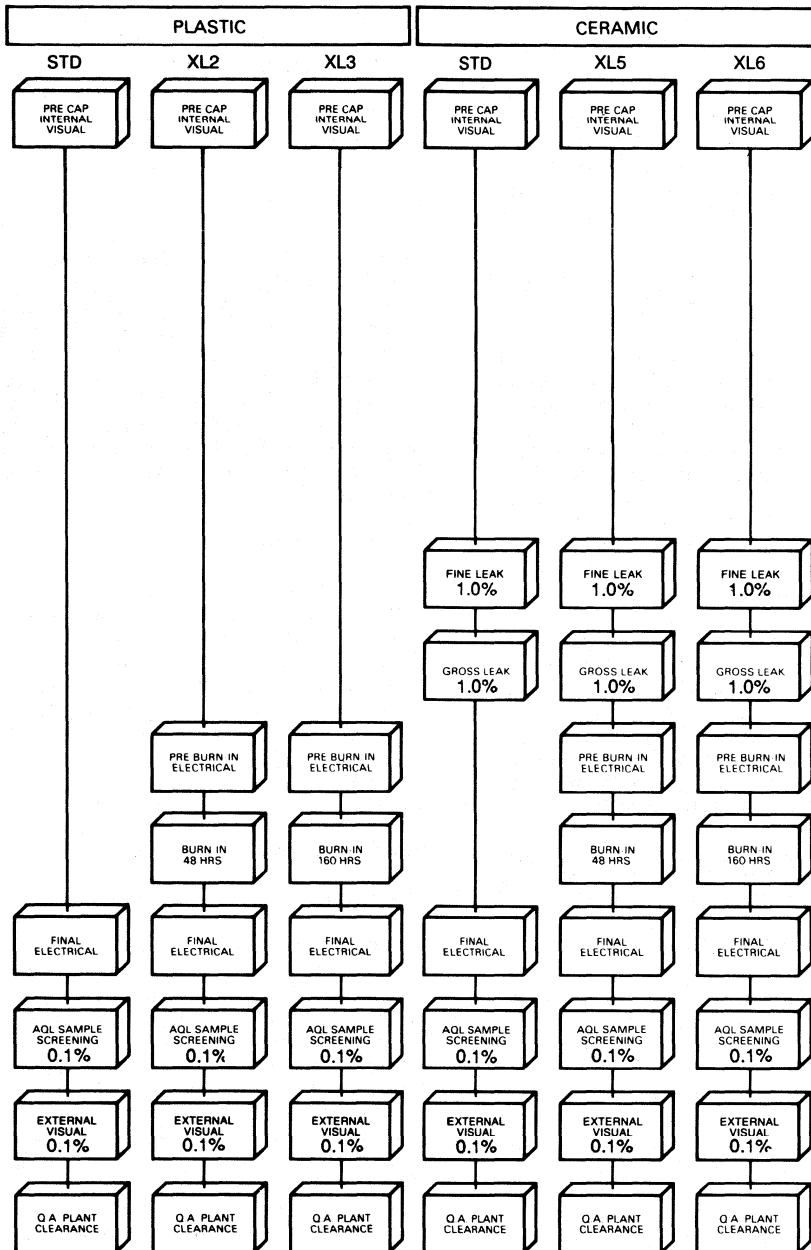 PLASTIC CERAMIC
STD XL2 XL3 STD XL5 XL6
PRE CAP PRE CAP PRE CAP PRE CAP PRE CAP PRE CAP
INTERNAL INTERNAL INTERNAL INTERNAL INTERNAL INTERNAL
VISUAL VISUAL VISUAL VISUAL VISUAL VISUAL
FINE LEAK FINE LEAK FINE LEAK
1.0% 1.0% 1.0%
GROSS LEAK GROSS LEAK GROSS LEAK
1.0% 1.0% 1.0%
PRE BURN IN PRE BURN IN PRE BURN IN PRE BURN IN
ELECTRICAL ELECTRICAL ELECTRICAL ELECTRICAL
BURN IN BURN IN BURN IN BURN IN
48 HRS 160 HRS 48 HRS 160 HRS
FINAL FINAL FINAL FINAL FINAL FINAL
ELECTRICAL ELECTRICAL ELECTRICAL ELECTRICAL ELECTRICAL ELECTRICAL
AQL SAMPLE AQL SAMPLE AQL SAMPLE AQL SAMPLE AQL SAMPLE AQL SAMPLE
SCREENING SCREENING SCREENING SCREENING SCREENING SCREENING
0.1% 0.1% 0.1% 0.1% 0.1% 0.1%
EXTERNAL EXTERNAL EXTERNAL EXTERNAL EXTERNAL EXTERNAL
VISUAL VISUAL VISUAL VISUAL VISUAL VISUAL
0.1% 0.1% 0.1% 0.1% 0.1% 0.1%
Q A PLANT Q A PLANT Q A PLANT Q A PLANT Q A PLANT Q A PLANT
CLEARANCE CLEARANCE CLEARANCE CLEARANCE CLEARANCE CLEARANCE